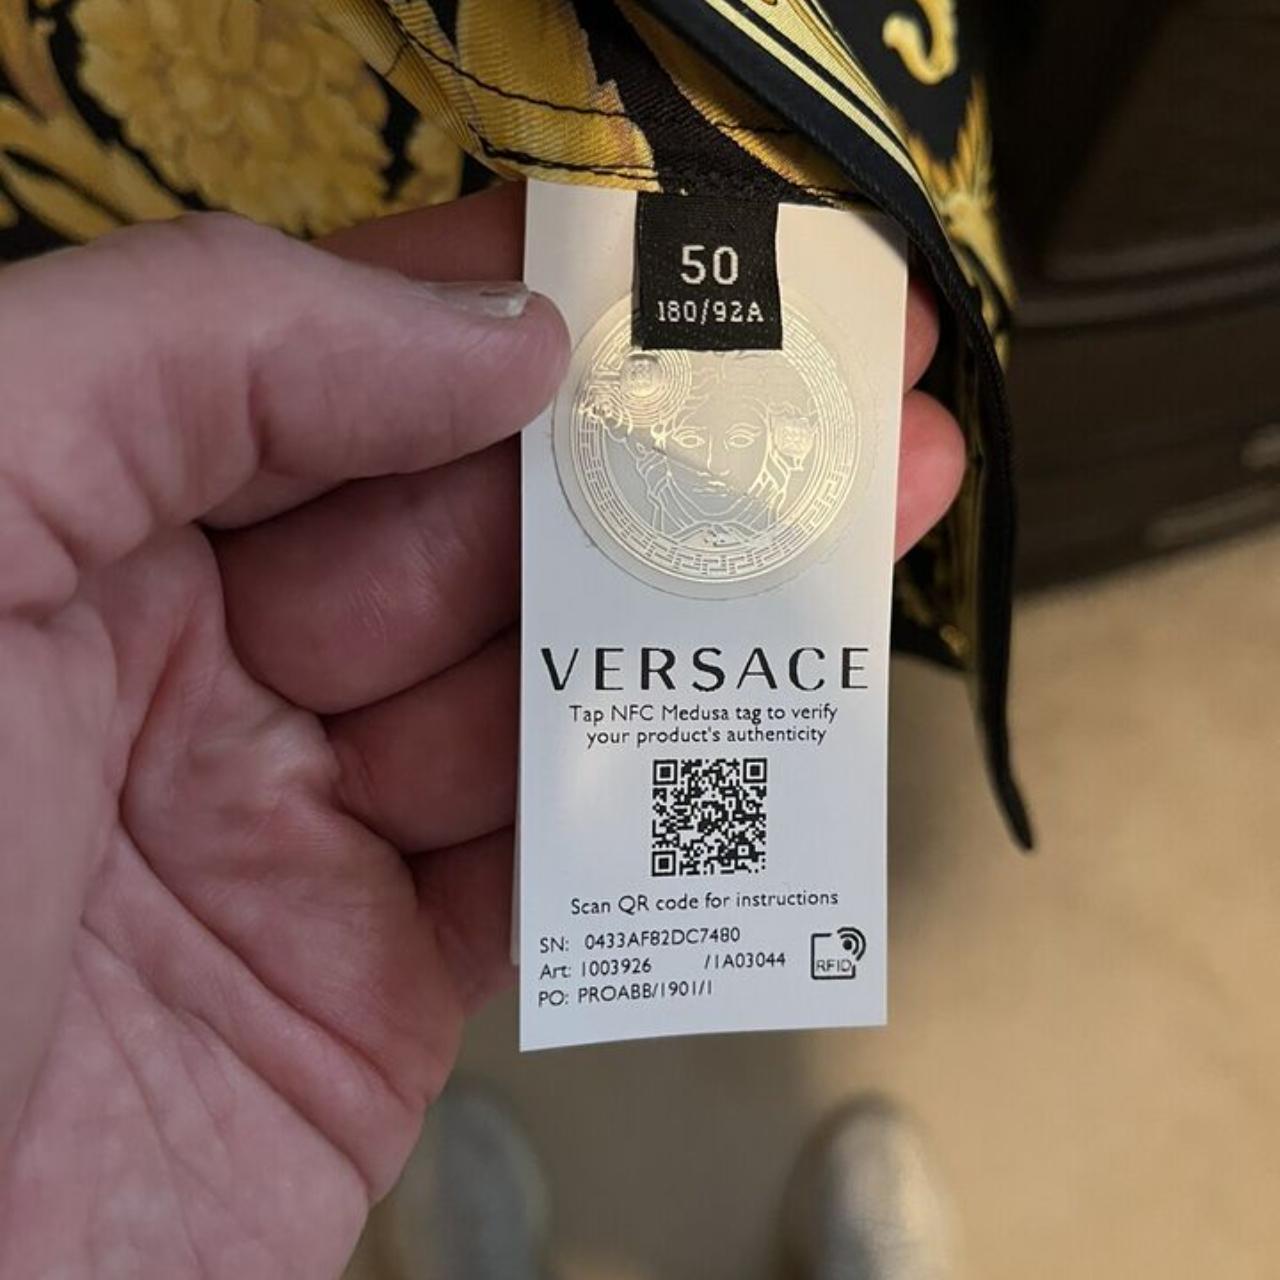 50
180/92A
VERSACE
Tap NFC Medusa tag to verify
your product's authenticity
Scan QR code for instructions
SN: 0433AF82DC7480
Art: 1003926 /1A03044
PO: PROABB/1901/1
RFID